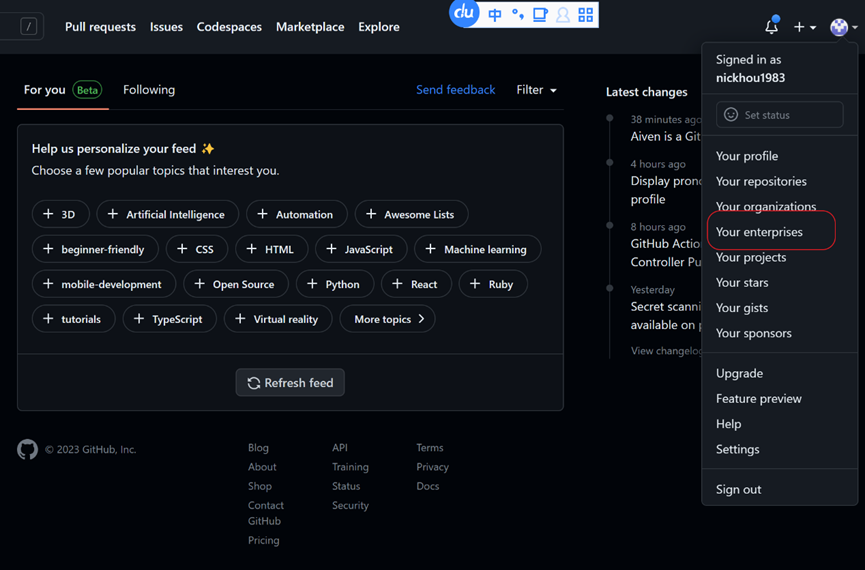 / Pull requests Issues Codespaces Marketplace Explore
du 中
For you Beta Following Send feedback Filter
Help us personalize your feed ✨
Choose a few popular topics that interest you.
+ 3D + Artificial Intelligence + Automation + Awesome Lists
+ beginner-friendly + CSS + HTML + JavaScript + Machine learning
+ mobile-development + Open Source + Python + React + Ruby
+ tutorials + TypeScript + Virtual reality More topics >
Refresh feed
Latest changes
38 minutes ago
Aiven is a Git
4 hours ago
Display prono
profile
8 hours ago
GitHub Actio
Controller Pu
Yesterday
Secret scanni
available on p
View changelog
Signed in as
nickhou1983
Set status
Your profile
Your repositories
Your organizations
Your enterprises
Your projects
Your stars
Your gists
Your sponsors
Upgrade
Feature preview
Help
Settings
Sign out
© 2023 GitHub, Inc.
Blog
About
Shop
Contact
GitHub
Pricing
API
Training
Status
Security
Terms
Privacy
Docs